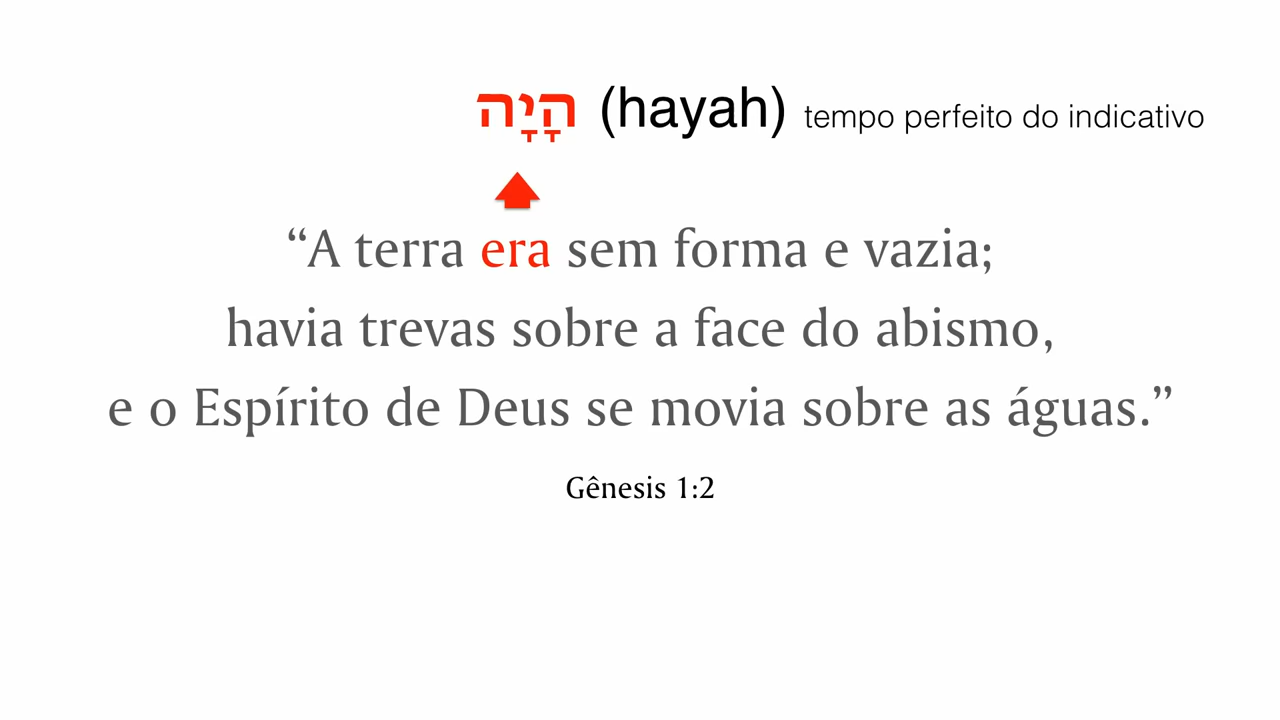 הָיָה (hayah) tempo perfeito do indicativo
“A terra era sem forma e vazia;
havia trevas sobre a face do abismo,
e o Espírito de Deus se movia sobre as águas.”
Gênesis 1:2